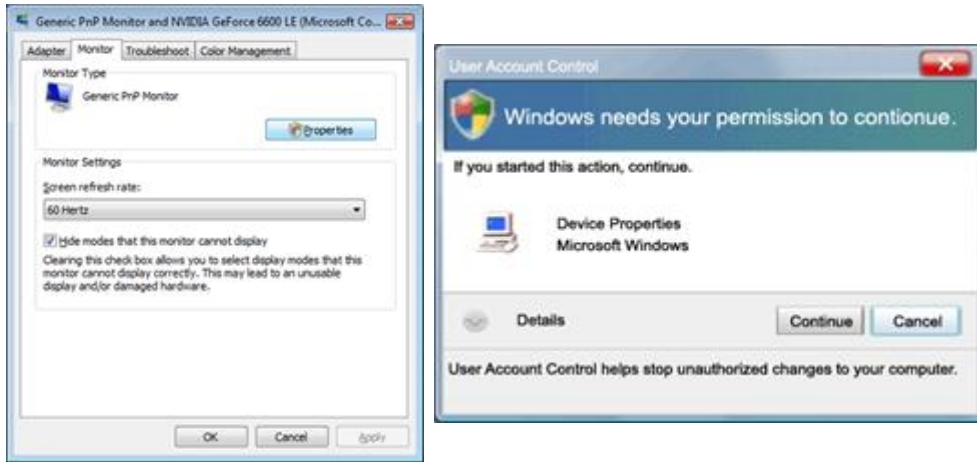 Generic PnP Monitor and NVIDIA GeForce 6600 LE (Microsoft Co...
Adapter Monitor Troubleshoot Color Management
Monitor Type
Generic PnP Monitor
Properties
Monitor Settings
Screen refresh rate:
60 Hertz
Hide modes that this monitor cannot display
Clearing this check box allows you to select display modes that this
monitor cannot display correctly. This may lead to an unusable
display and/or damaged hardware.
OK Cancel Apply
User Account Control
Windows needs your permission to contionue.
If you started this action, continue.
Device Properties
Microsoft Windows
Details Continue Cancel
User Account Control helps stop unauthorized changes to your computer.